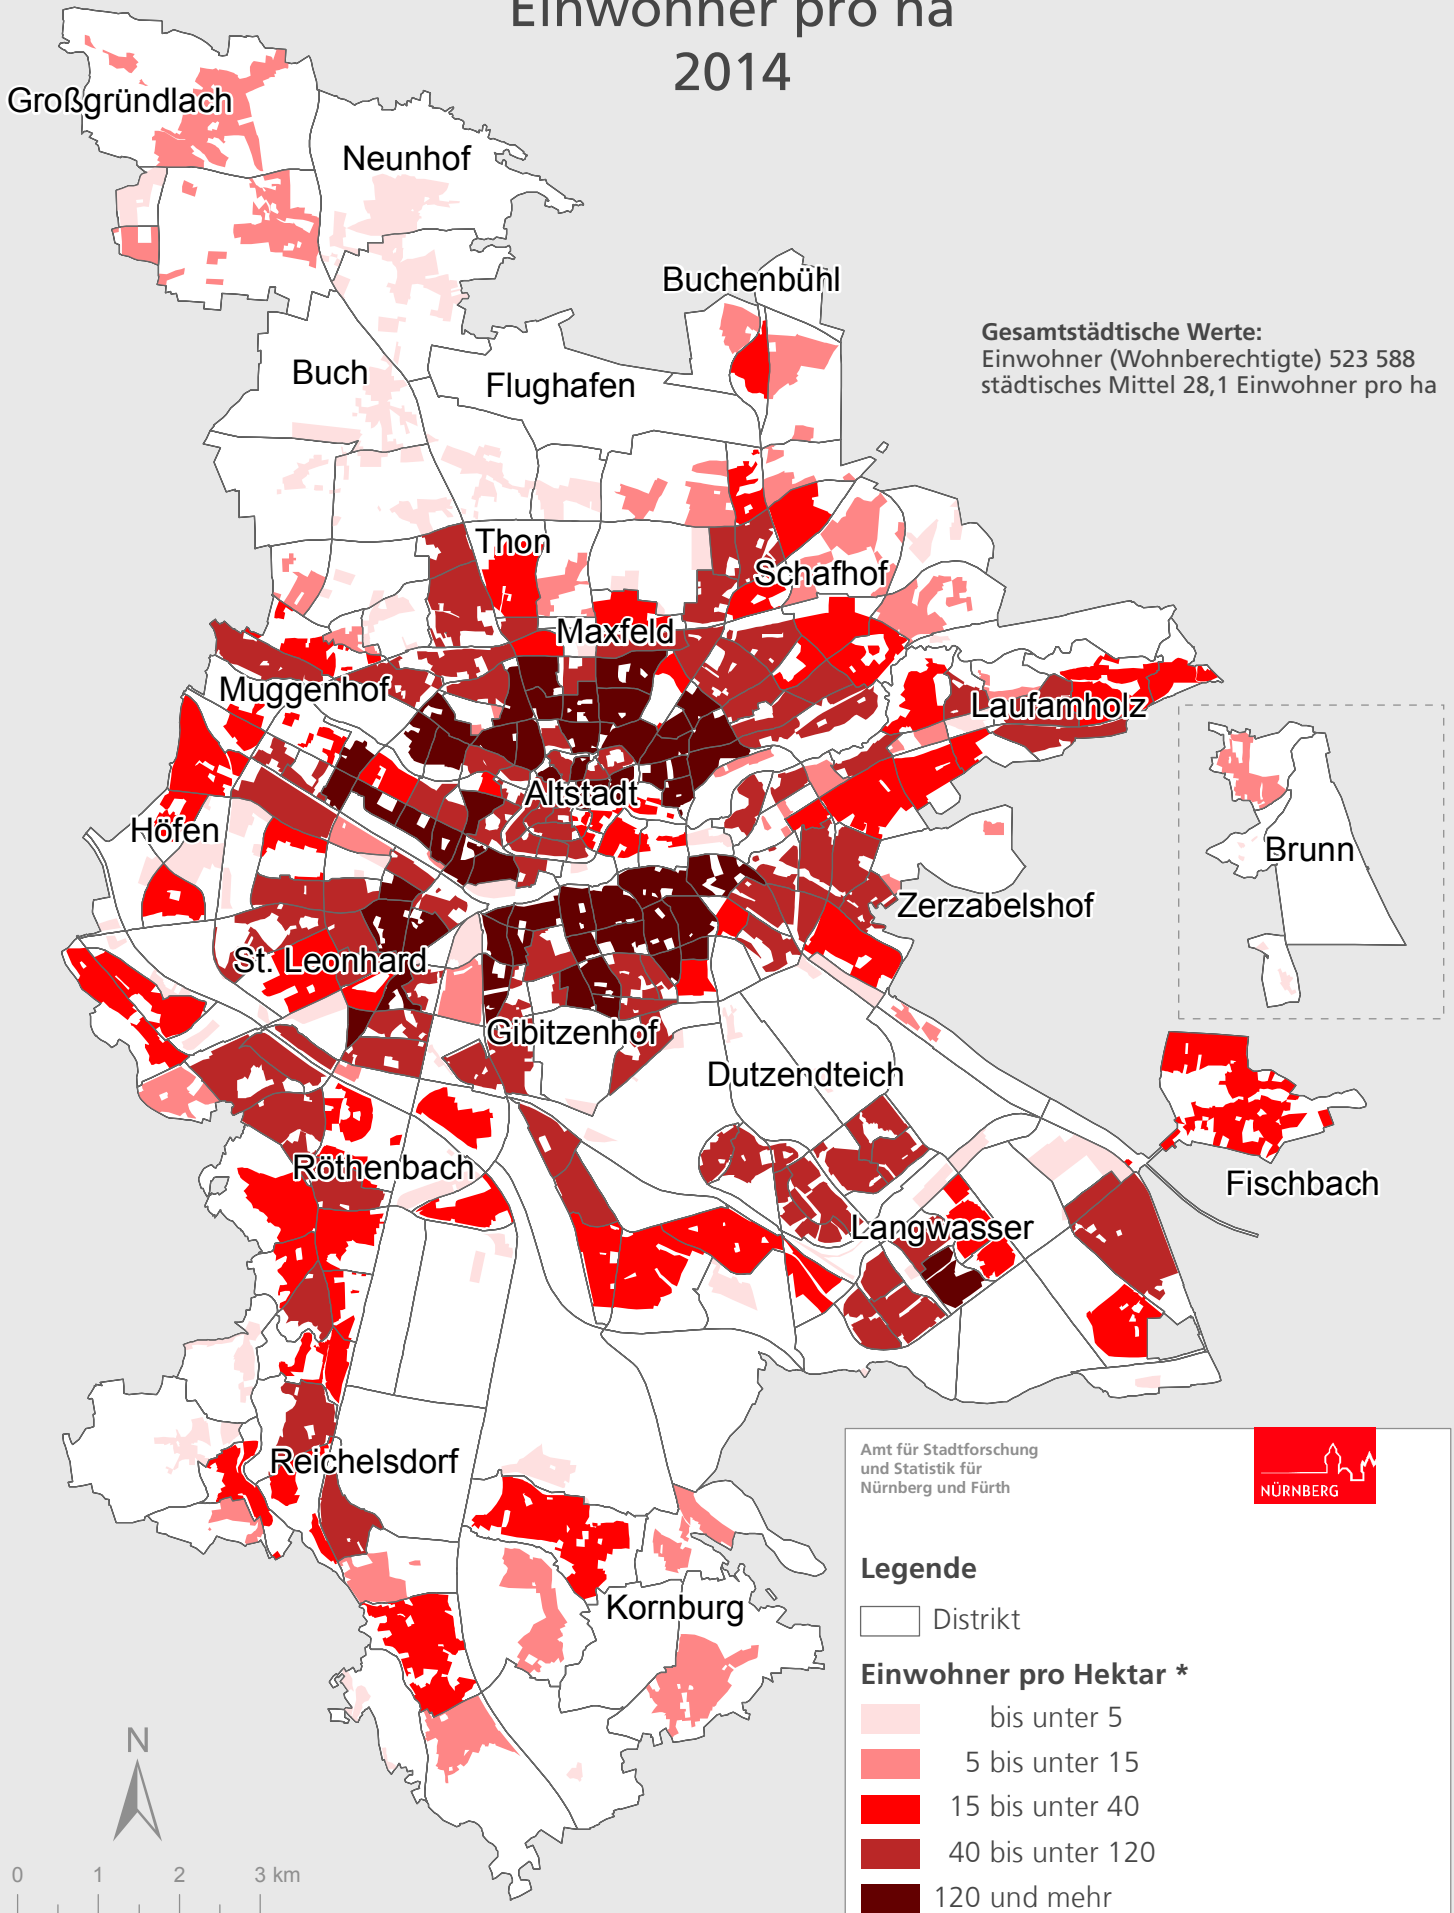 Einwohner pro ha
2014
Großgründlach
Neunhof
Buchenbühl
Gesamtstädtische Werte:
Einwohner (Wohnberechtigte) 523 588
städtisches Mittel 28,1 Einwohner pro ha
Buch
Flughafen
Thon
Schafhof
Maxfeld
Muggenhof
Laufamholz
Altstadt
Höfen
Brunn
Zerzabelshof
St. Leonhard
Gibitzenhof
Dutzendteich
Röthenbach
Fischbach
Langwasser
Reichelsdorf
Kornburg
Amt für Stadtforschung
und Statistik für
Nürnberg und Fürth
NÜRNBERG
Legende
Distrikt
Einwohner pro Hektar *
bis unter 5
5 bis unter 15
15 bis unter 40
40 bis unter 120
120 und mehr
N
0 1 2 3 km